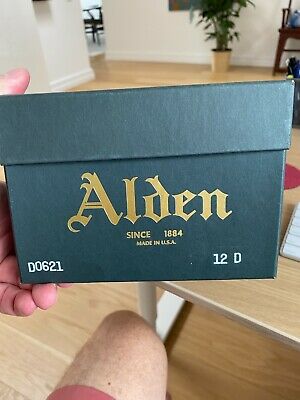 Alden
SINCE 1884
MADE IN U.S.A.
D0621 12 D